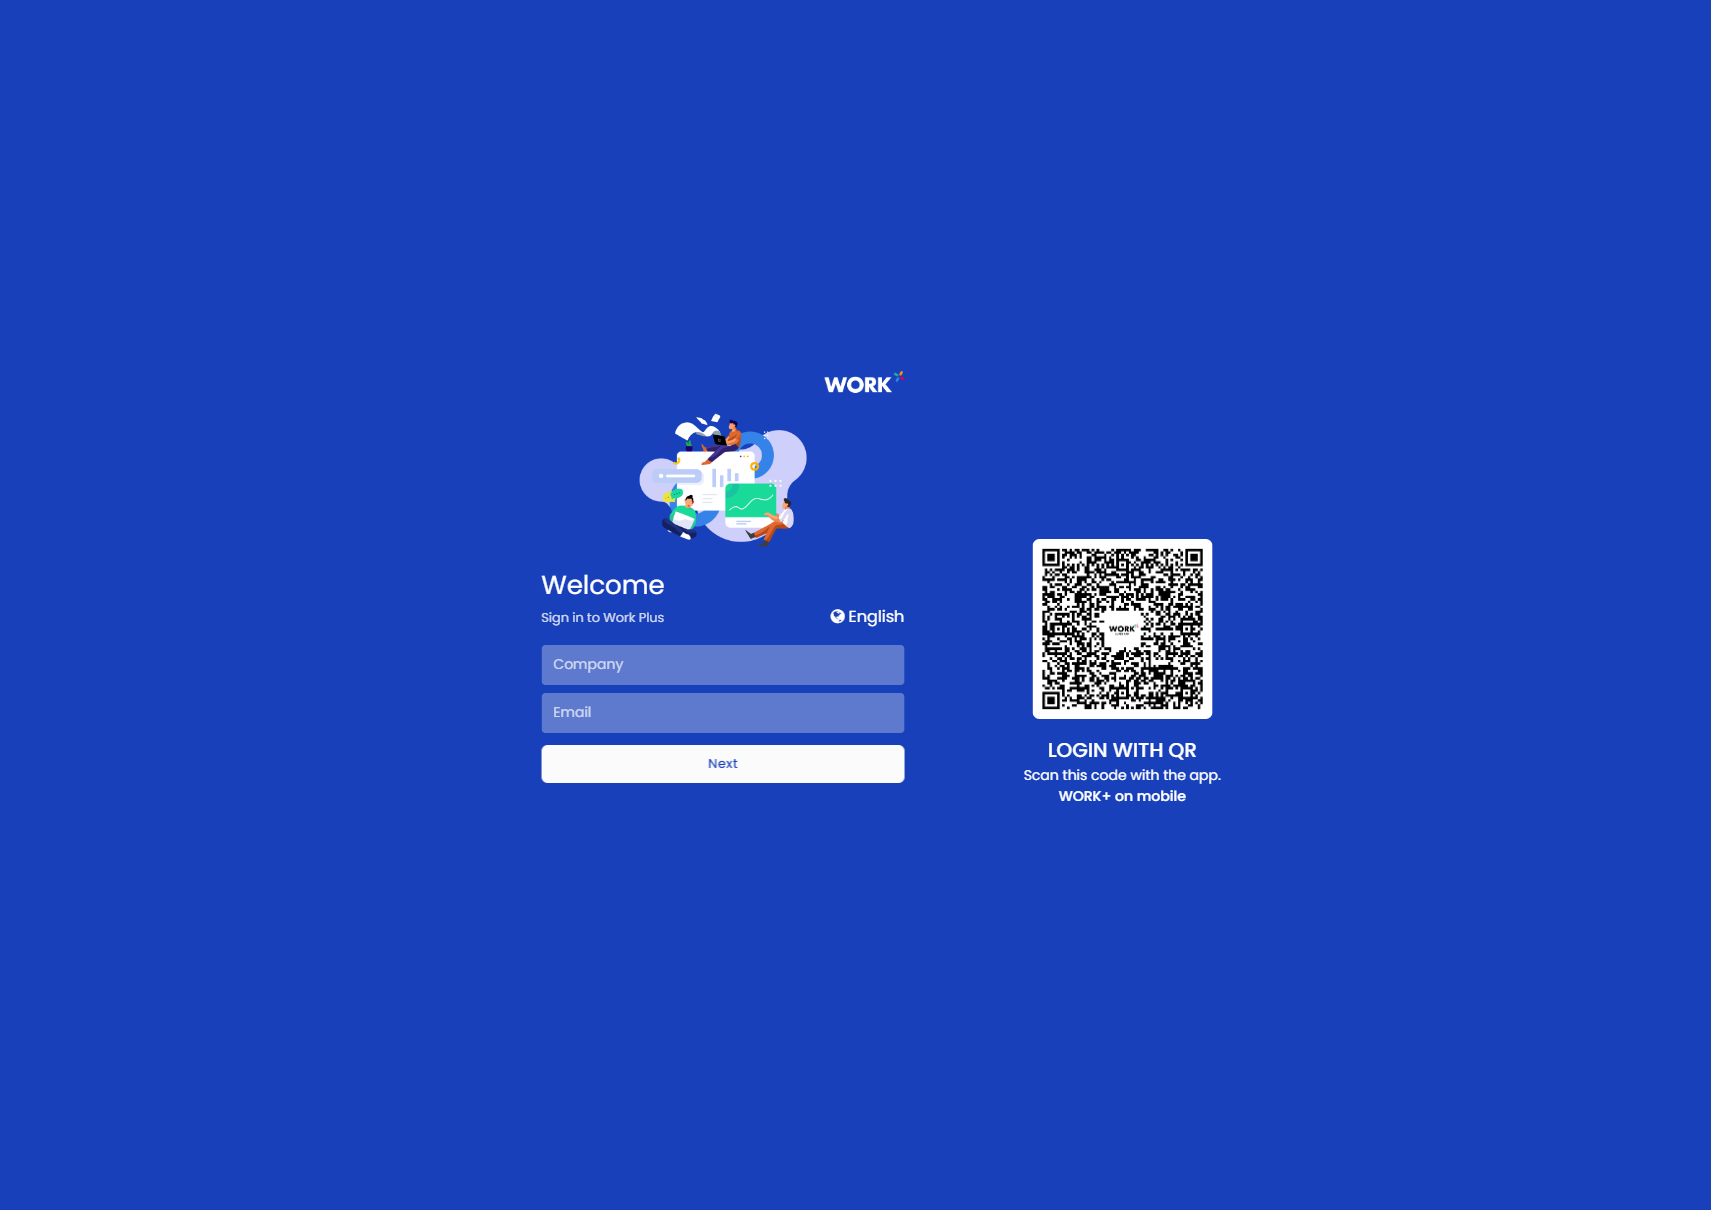 WORK
Welcome
Sign in to Work Plus
English
Company
Email
Next
WORK
LOGIN WITH QR
Scan this code with the app.
WORK+ on mobile